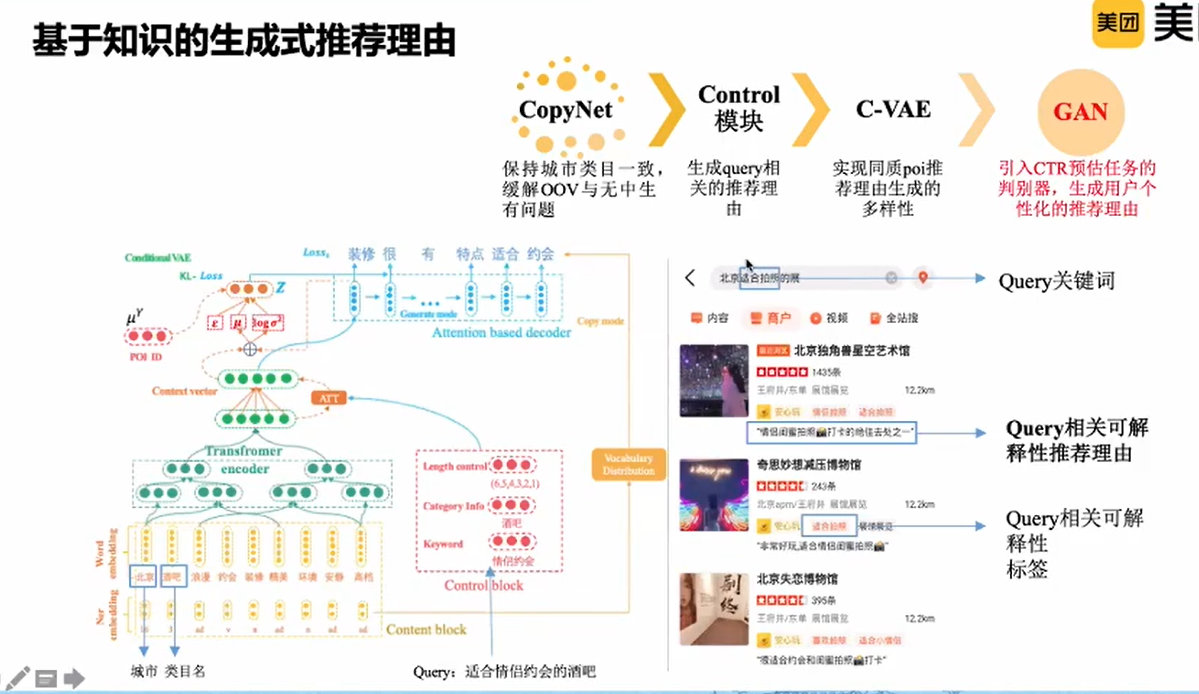 基于知识的生成式推荐理由
美团
美
CopyNet
Control
模块
C-VAE
GAN
保持城市类目一致，
缓解OOV与无中生
有问题
生成query相
关的推荐理
由
实现同质poi推
荐理由生成的
多样性
引入CTR预估任务的
判别器，生成用户个
性化的推荐理由
Conditional VAE
KL- Loss
Z
μʸ
POI ID
ε
μ
log σ²
Context vector
ATT
Transfromer
encoder
Loss
装修 很 有 特点 适合 约会
Generate mode
Attention based decoder
Copy mode
Vocabulary
Distribution
Length control
(6,5,4,3,2,1)
Category Info
酒吧
Keyword
情侣约会
Control block
Word
embedding
北京 酒吧 浪漫 约会 装修 精美 环境 安静 高档
Ner
embedding
ad v n ad n ad ad
Content block
城市 类目名
Query：适合情侣约会的酒吧
北京适合拍照的展
内容 商户 视频 全站搜
北京独角兽星空艺术馆
1435条
王府井/东单 展馆展览 12.2km
安心玩 情侣拍照 适合拍照
"情侣闺蜜拍照📸打卡的绝佳去处之一"
奇思妙想减压博物馆
243条
北京apm/王府井 展馆展览 12.2km
安心玩 适合拍照 展馆展览
"非常好玩,适合情侣闺蜜拍照📸"
北京失恋博物馆
395条
王府井/东单 展馆展览 12.2km
安心玩 喜欢拍照 适合小情侣
"很适合约会和闺蜜拍照📸打卡"
Query关键词
Query相关可解
释性推荐理由
Query相关可解
释性
标签